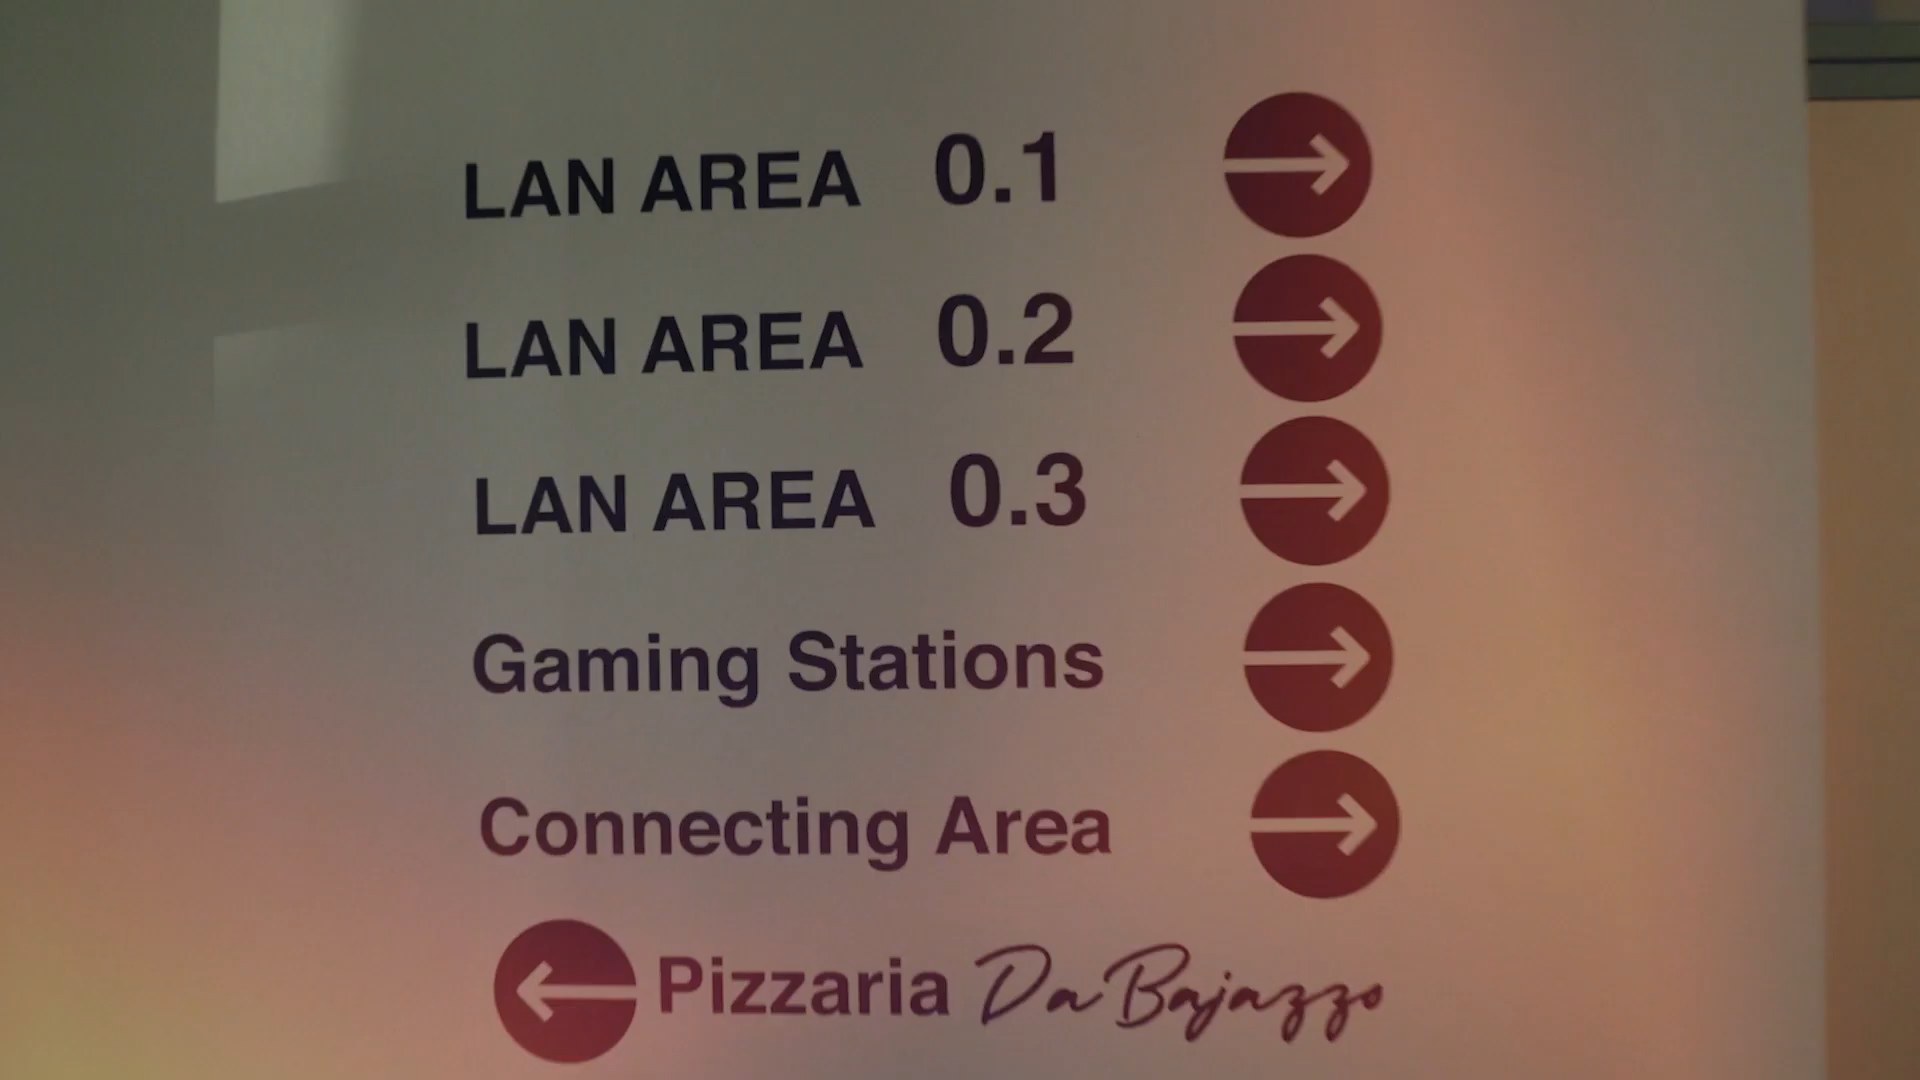 LAN AREA 0.1
LAN AREA 0.2
LAN AREA 0.3
Gaming Stations
Connecting Area
Pizzaria Da Bajazzo